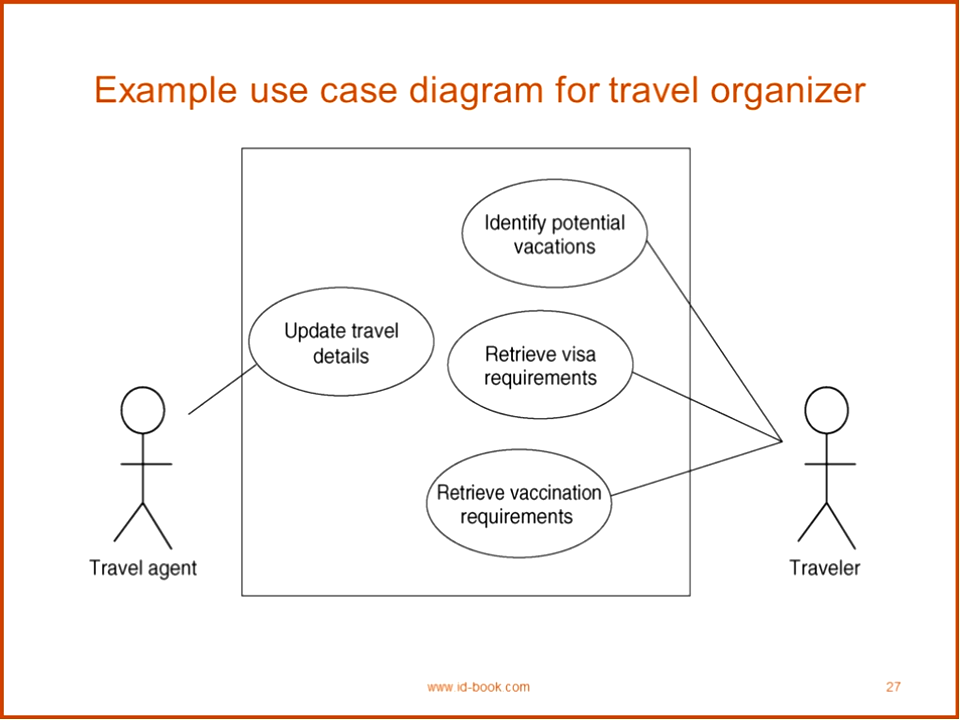 Example use case diagram for travel organizer
Identify potential
vacations
Update travel
details
Retrieve visa
requirements
Retrieve vaccination
requirements
Travel agent
Traveler
www.id-book.com
27